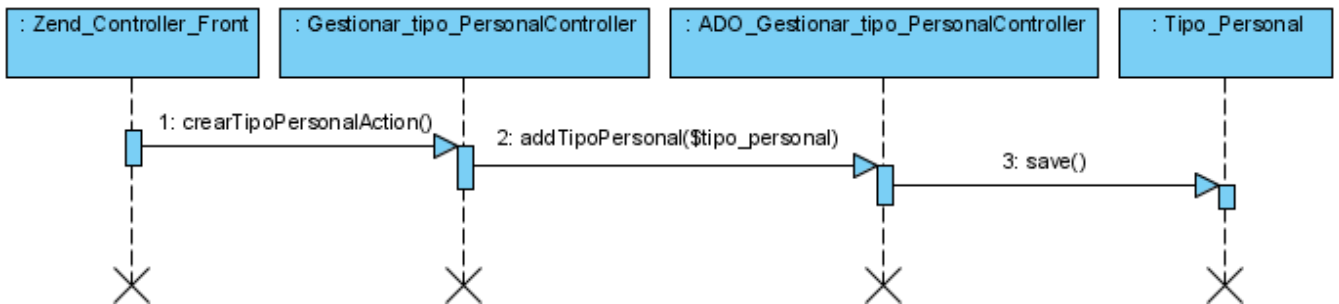 : Zend_Controller_Front
: Gestionar_tipo_PersonalController
: ADO_Gestionar_tipo_PersonalController
: Tipo_Personal
1: crearTipoPersonalAction()
2: addTipoPersonal($tipo_personal)
3: save()